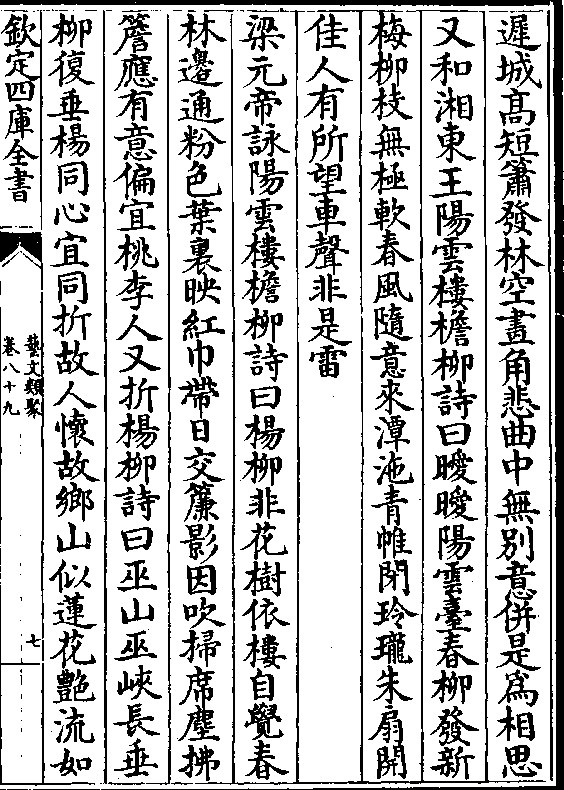 遲城髙短簫發林空畫角悲曲中無別意併是為相思
又和湘東王陽雲樓檐柳詩曰曖曖陽雲臺春柳發新
梅柳枝無極軟春風隨意來潭沲青帷閉玲瓏朱扇開
佳人有所望車聲非是雷
梁元帝詠陽雲樓檐柳詩曰楊柳非花樹依樓自覺春
林邉通粉色葉裏映紅巾帶日交簾影因吹掃席塵拂
簷應有意偏宜桃李人又折楊柳詩曰巫山巫峽長垂
柳復垂楊同心宜同折故人懷故鄉山似蓮花艷流如
欽定四庫全書
藝文類聚
卷八十九
七